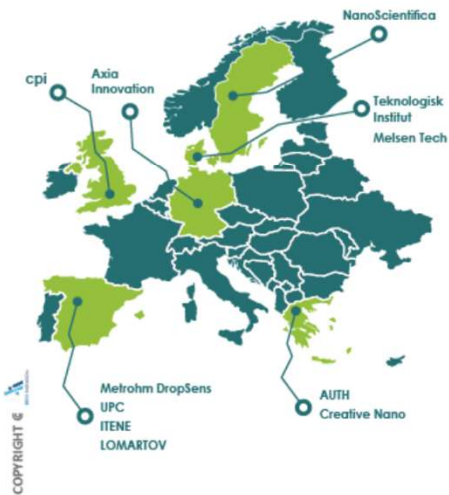 NanoScientifica
cpi
Axia
Innovation
Teknologisk
Institut
Melsen Tech
Metrohm DropSens
UPC
ITENE
LOMARTOV
AUTH
Creative Nano
COPYRIGHT ©